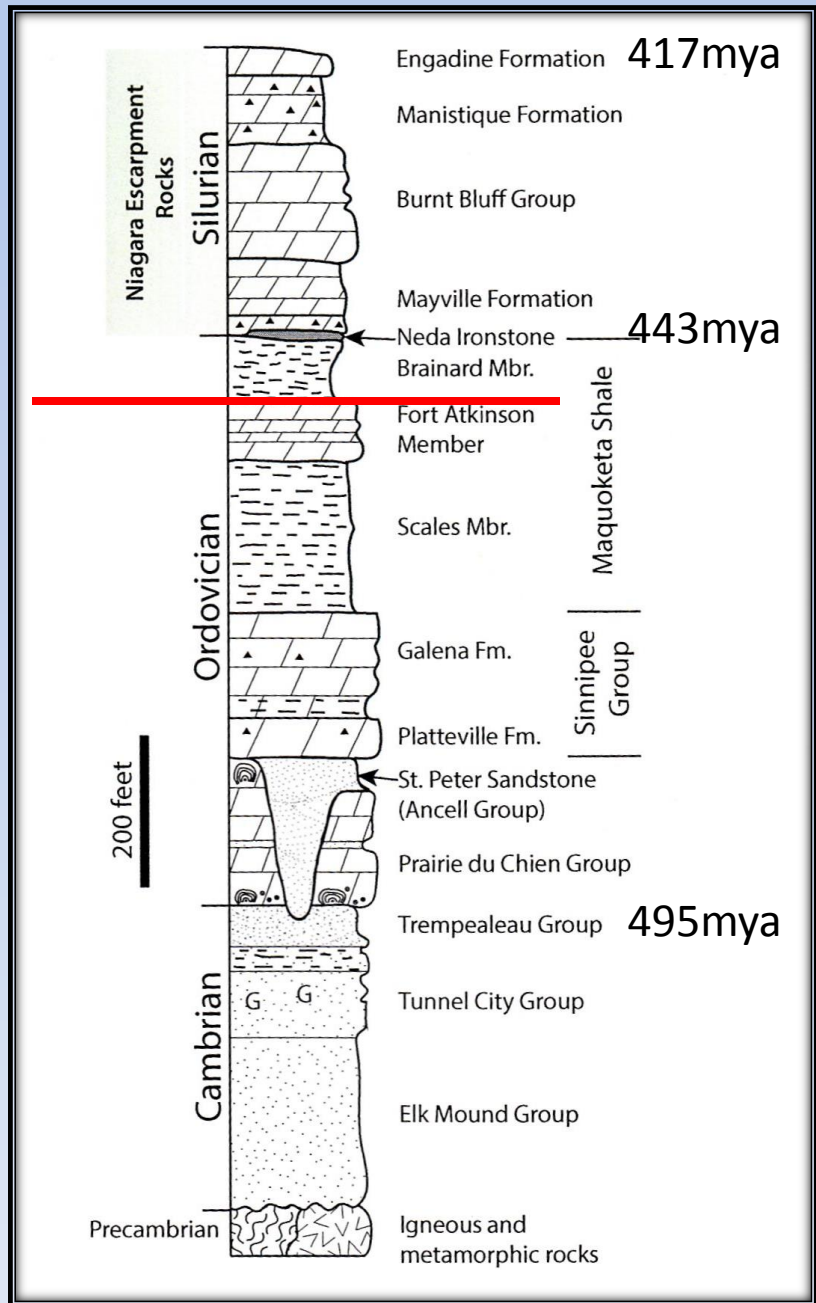 Engadine Formation 417mya
Manistique Formation
Niagara Escarpment
Rocks
Silurian
Burnt Bluff Group
Mayville Formation
443mya
Neda Ironstone
Brainard Mbr.
Fort Atkinson
Member
Maquoketa Shale
Scales Mbr.
Ordovician
Galena Fm.
Sinnipee
Group
Platteville Fm.
St. Peter Sandstone
(Ancell Group)
200 feet
Prairie du Chien Group
Trempealeau Group 495mya
G G
Tunnel City Group
Cambrian
Elk Mound Group
Precambrian
Igneous and
metamorphic rocks